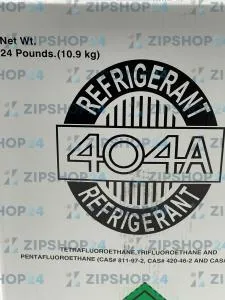 Net Wt.
24 Pounds.(10.9 kg)
REFRIGERANT
404A
REFRIGERANT
TETRAFLUOROETHANE,TRIFLUOROETHANE AND
PENTAFLUOROETHANE (CAS# 811-97-2, CAS# 420-46-2 AND CAS#
ZIPSHOP24